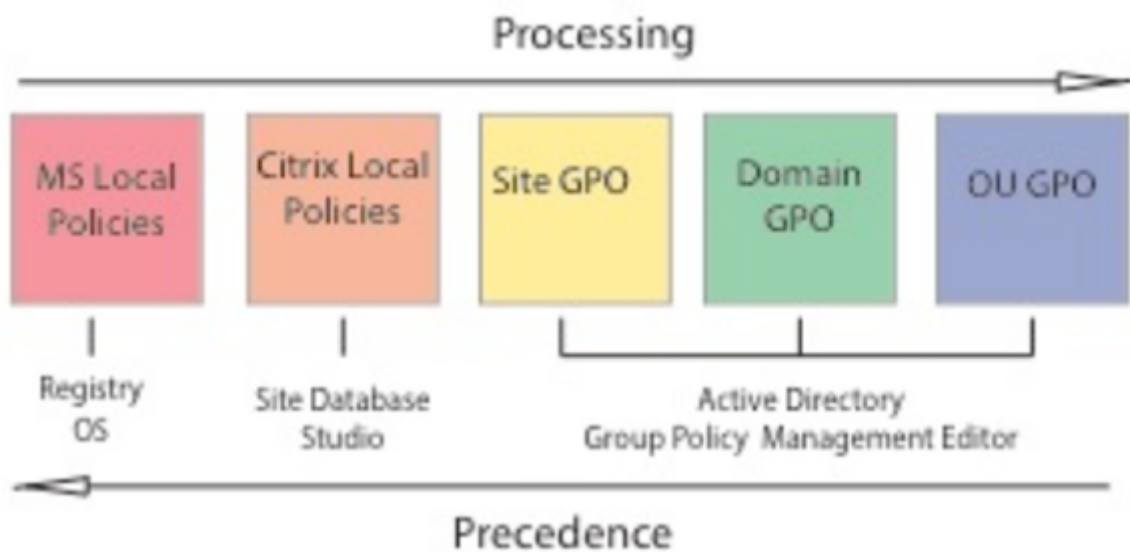 Processing
MS Local
Policies
Citrix Local
Policies
Site GPO
Domain
GPO
OU GPO
Registry
OS
Site Database
Studio
Active Directory
Group Policy Management Editor
Precedence